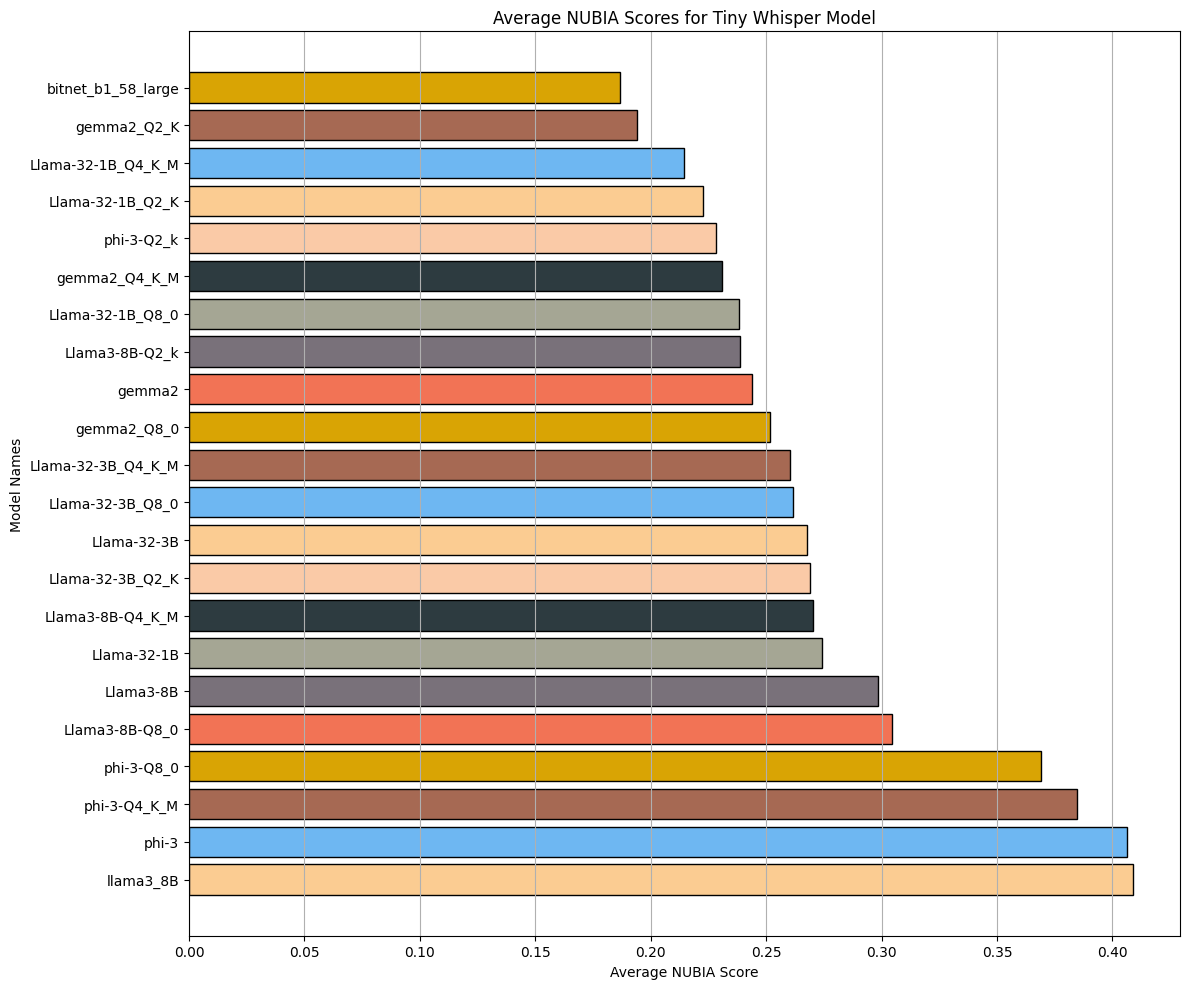 Average NUBIA Scores for Tiny Whisper Model
Model Names
bitnet_b1_58_large
gemma2_Q2_K
Llama-32-1B_Q4_K_M
Llama-32-1B_Q2_K
phi-3-Q2_k
gemma2_Q4_K_M
Llama-32-1B_Q8_0
Llama3-8B-Q2_k
gemma2
gemma2_Q8_0
Llama-32-3B_Q4_K_M
Llama-32-3B_Q8_0
Llama-32-3B
Llama-32-3B_Q2_K
Llama3-8B-Q4_K_M
Llama-32-1B
Llama3-8B
Llama3-8B-Q8_0
phi-3-Q8_0
phi-3-Q4_K_M
phi-3
llama3_8B
0.00 0.05 0.10 0.15 0.20 0.25 0.30 0.35 0.40
Average NUBIA Score